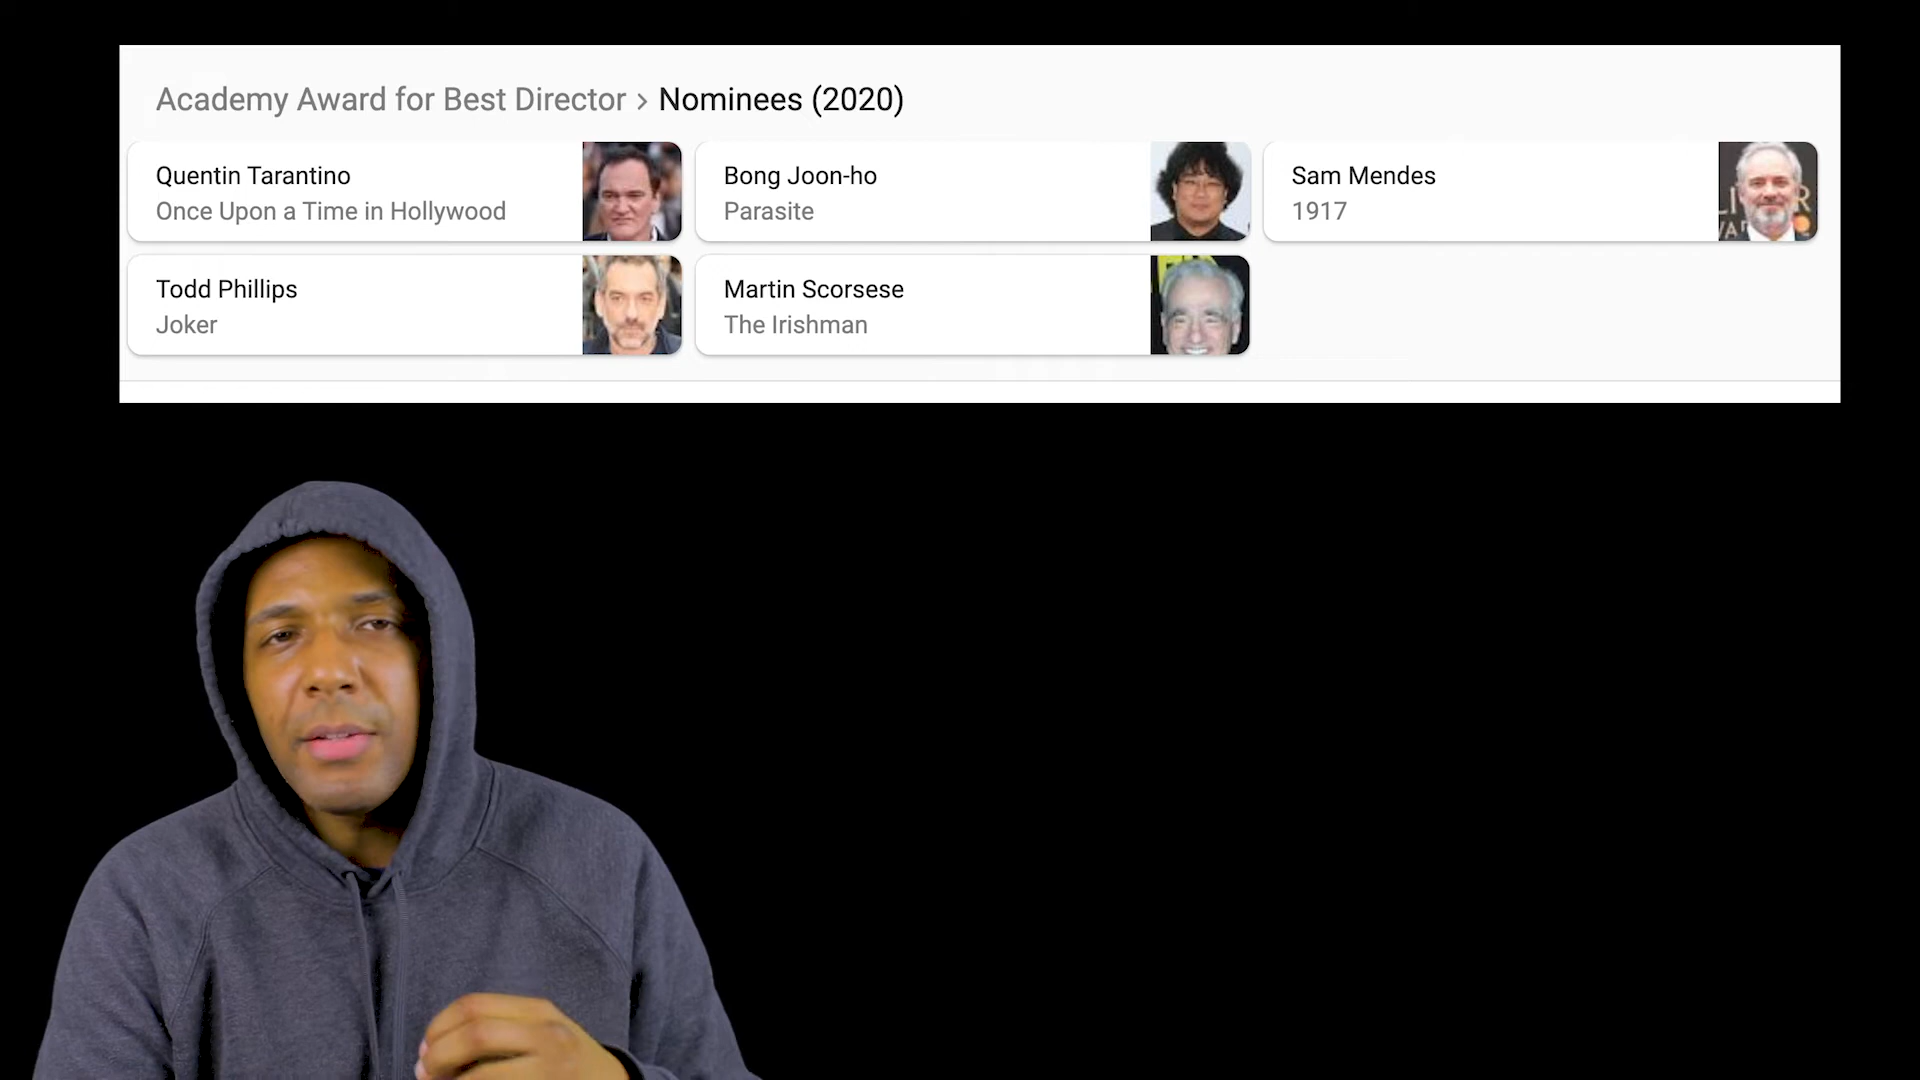 Academy Award for Best Director › Nominees (2020)
Quentin Tarantino
Once Upon a Time in Hollywood
Bong Joon-ho
Parasite
Sam Mendes
1917
Todd Phillips
Joker
Martin Scorsese
The Irishman